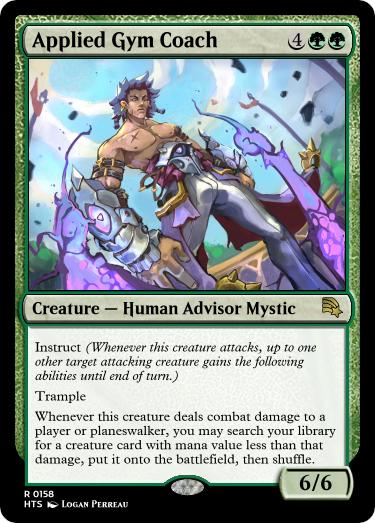 Applied Gym Coach 4
Creature — Human Advisor Mystic
Instruct (Whenever this creature attacks, up to one
other target attacking creature gains the following
abilities until end of turn.)
Trample
Whenever this creature deals combat damage to a
player or planeswalker, you may search your library
for a creature card with mana value less than that
damage, put it onto the battlefield, then shuffle.
6/6
R 0158
HTS Logan Perreau